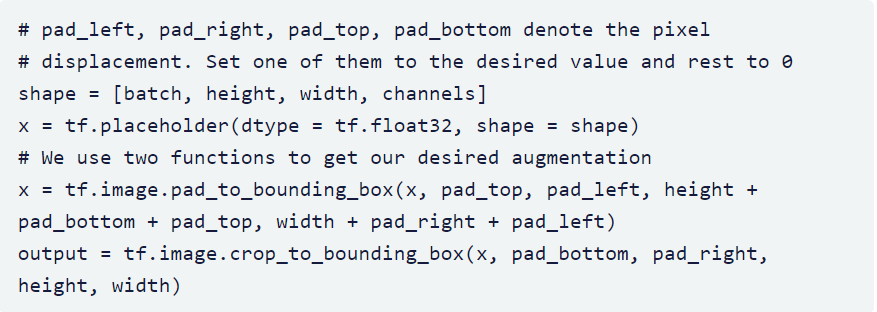 # pad_left, pad_right, pad_top, pad_bottom denote the pixel
# displacement. Set one of them to the desired value and rest to 0
shape = [batch, height, width, channels]
x = tf.placeholder(dtype = tf.float32, shape = shape)
# We use two functions to get our desired augmentation
x = tf.image.pad_to_bounding_box(x, pad_top, pad_left, height +
pad_bottom + pad_top, width + pad_right + pad_left)
output = tf.image.crop_to_bounding_box(x, pad_bottom, pad_right,
height, width)